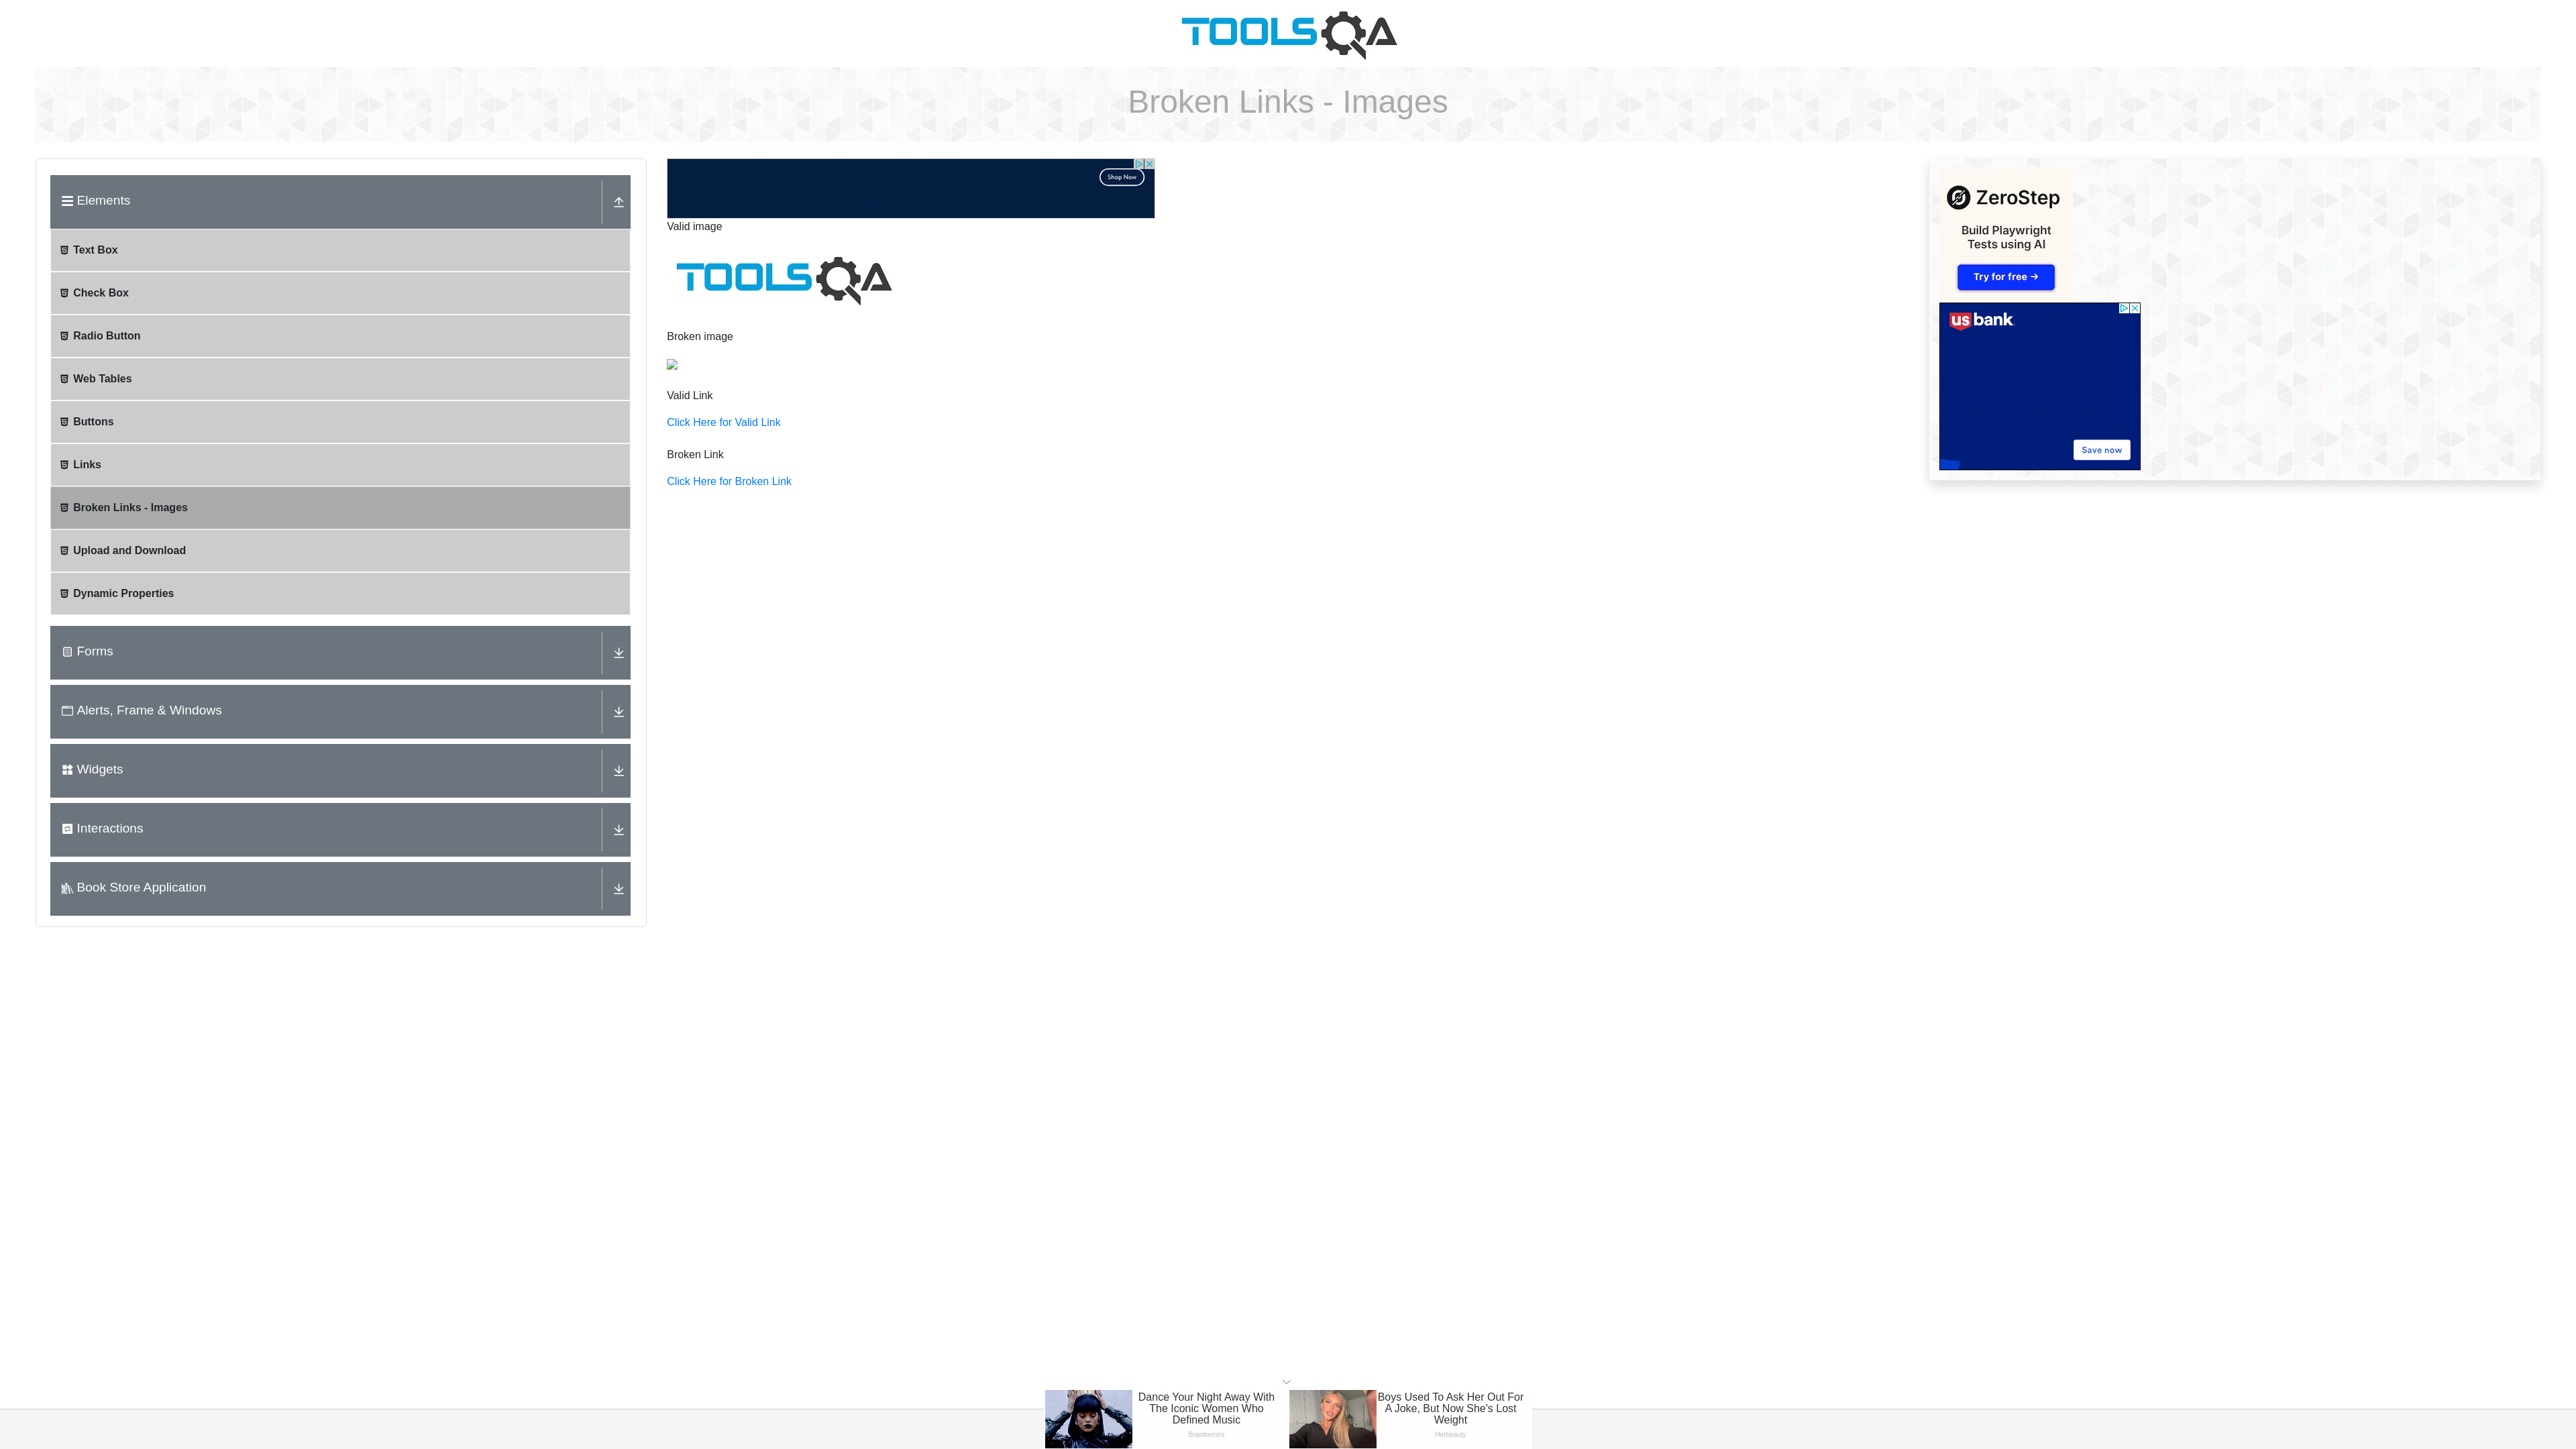 TOOLSQA
Broken Links - Images
Elements
Text Box
Check Box
Radio Button
Web Tables
Buttons
Links
Broken Links - Images
Upload and Download
Dynamic Properties
Forms
Alerts, Frame & Windows
Widgets
Interactions
Book Store Application
Shop Now
Valid image
TOOLSQA
Broken image
Valid Link
Click Here for Valid Link
Broken Link
Click Here for Broken Link
ZeroStep
Build Playwright
Tests using AI
Try for free →
us bank
Save now
Dance Your Night Away With
The Iconic Women Who
Defined Music
Brainberries
Boys Used To Ask Her Out For
A Joke, But Now She's Lost
Weight
Herbeauty